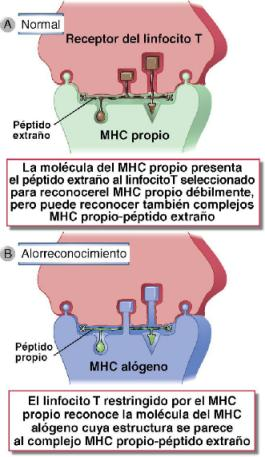 A Normal
Receptor del linfocito T
Péptido
extraño
MHC propio
La molécula del MHC propio presenta
el péptido extraño al linfocitoT seleccionado
para reconocerel MHC propio débilmente,
pero puede reconocer también complejos
MHC propio-péptido extraño
B Alorreconocimiento
Péptido
propio
MHC alógeno
El linfocito T restringido por el MHC
propio reconoce la molécula del MHC
alógeno cuya estructura se parece
al complejo MHC propio-péptido extraño